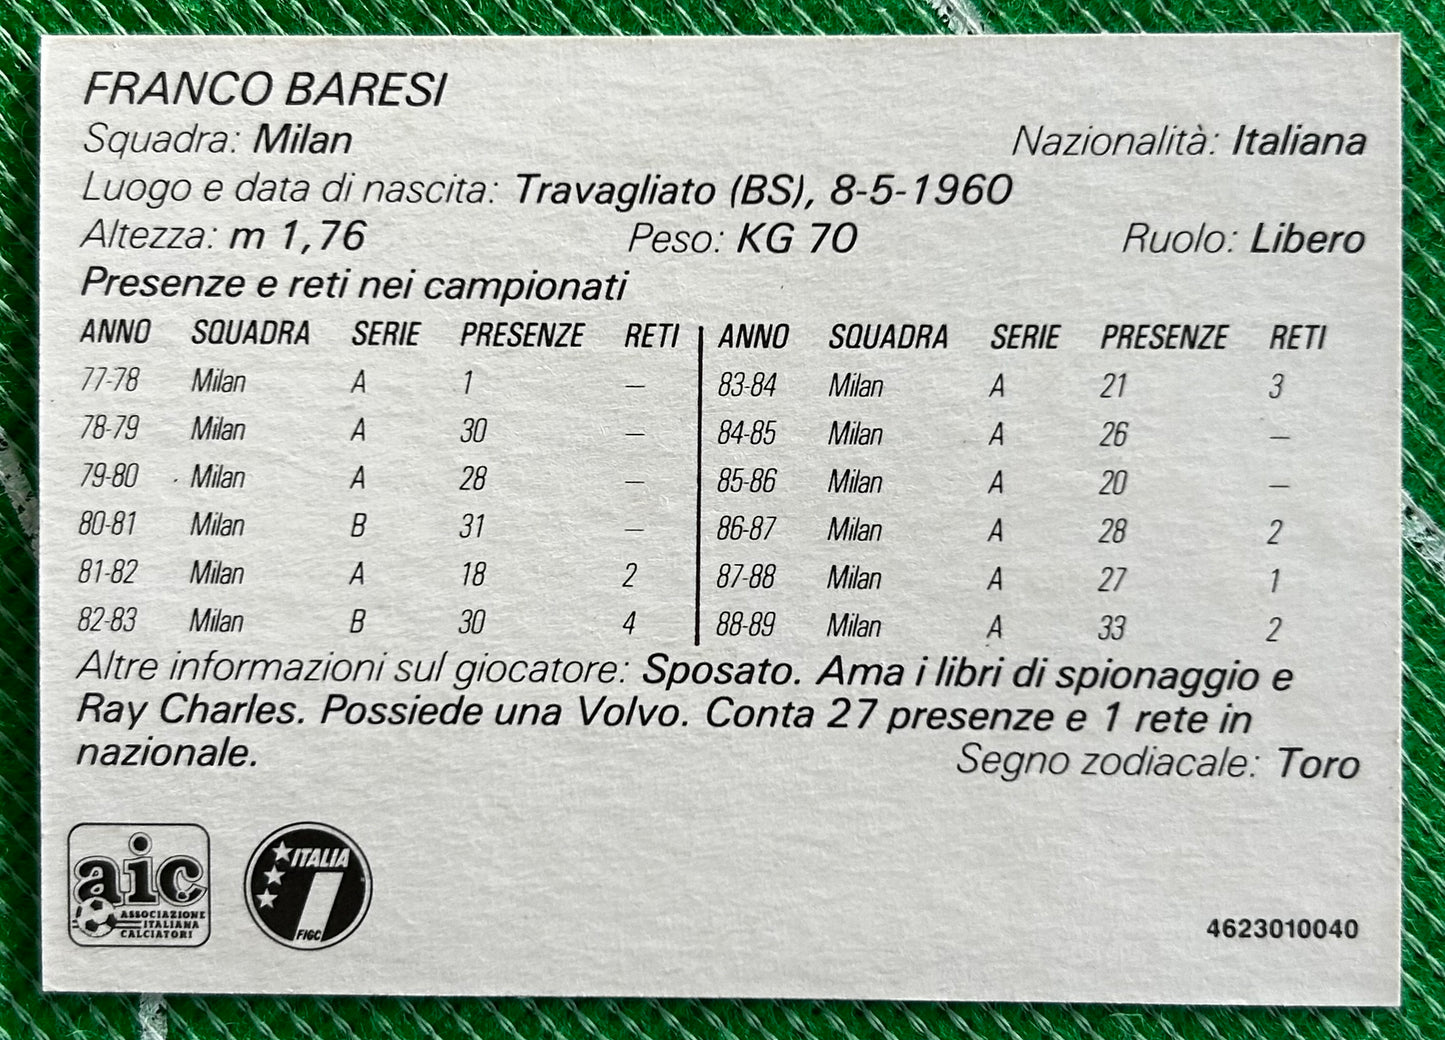 FRANCO BARESI
Squadra: Milan Nazionalità: Italiana
Luogo e data di nascita: Travagliato (BS), 8-5-1960
Altezza: m 1,76 Peso: KG 70 Ruolo: Libero
Presenze e reti nei campionati
ANNO SQUADRA SERIE PRESENZE RETI ANNO SQUADRA SERIE PRESENZE RETI
77-78 Milan A 1 — 83-84 Milan A 21 3
78-79 Milan A 30 — 84-85 Milan A 26 —
79-80 Milan A 28 — 85-86 Milan A 20 —
80-81 Milan B 31 — 86-87 Milan A 28 2
81-82 Milan A 18 2 87-88 Milan A 27 1
82-83 Milan B 30 4 88-89 Milan A 33 2
Altre informazioni sul giocatore: Sposato. Ama i libri di spionaggio e
Ray Charles. Possiede una Volvo. Conta 27 presenze e 1 rete in
nazionale. Segno zodiacale: Toro
aic
ASSOCIAZIONE
ITALIANA
CALCIATORI
ITALIA
FIGC
4623010040